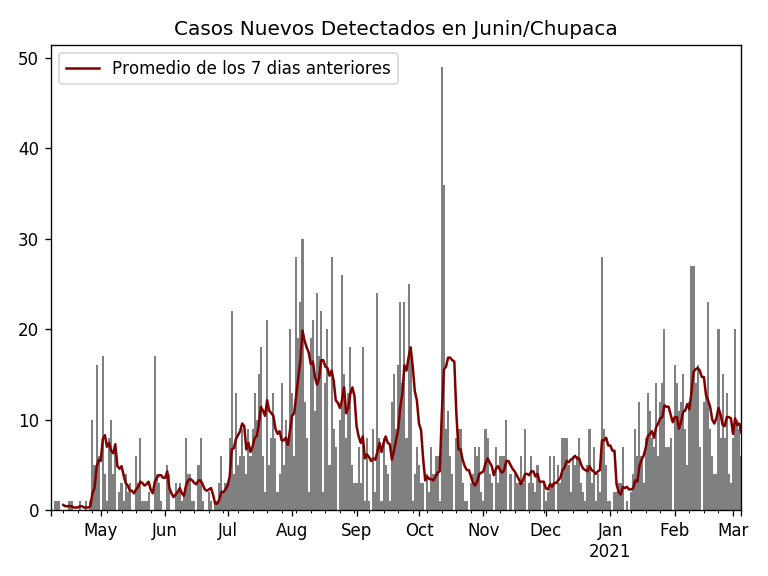 Casos Nuevos Detectados en Junin/Chupaca
Promedio de los 7 dias anteriores
50
40
30
20
10
0
May Jun Jul Aug Sep Oct Nov Dec Jan Feb Mar
2021